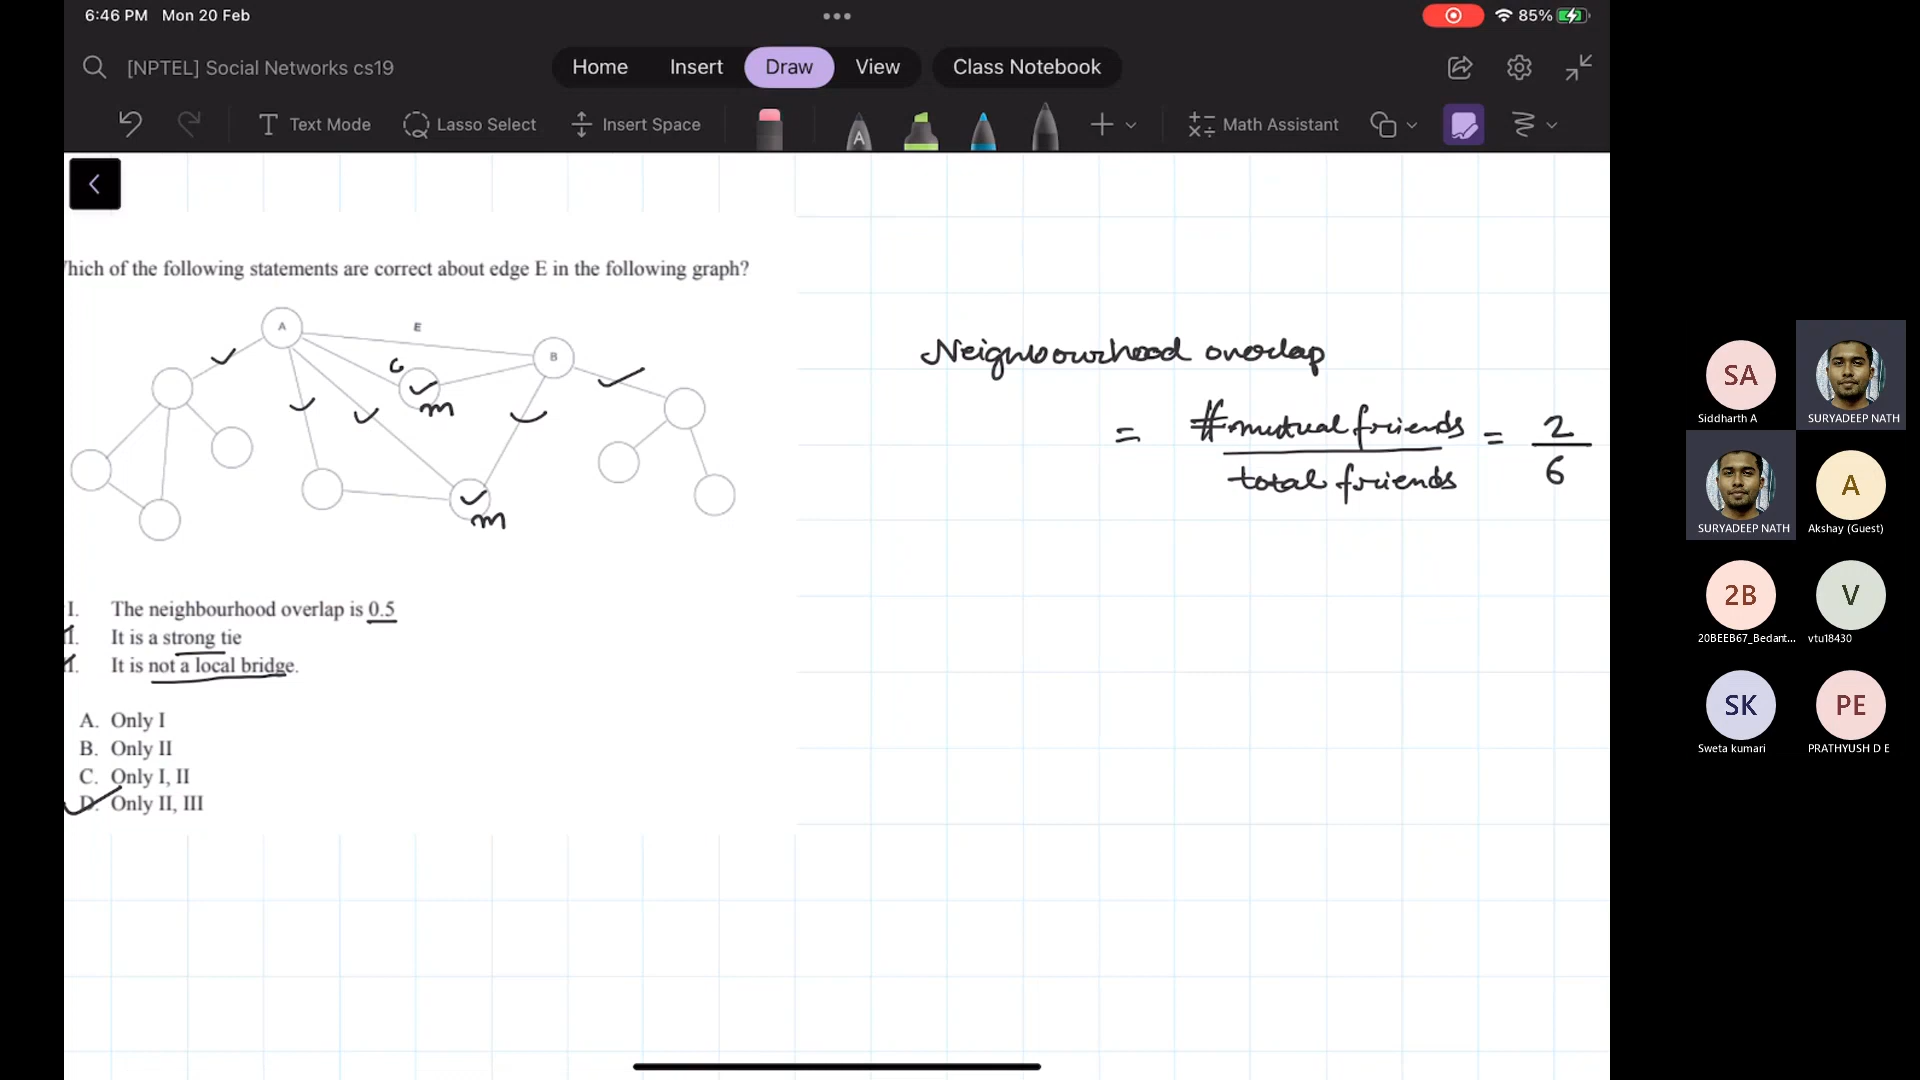 6:46 PM Mon 20 Feb
85%
[NPTEL] Social Networks cs19
Home Insert Draw View Class Notebook
Text Mode Lasso Select Insert Space A Math Assistant
hich of the following statements are correct about edge E in the following graph?
A E B
m
m
Neighbourhood overlap
= #mutual friends = 2
total friends 6
I. The neighbourhood overlap is 0.5
I. It is a strong tie
I. It is not a local bridge.
A. Only I
B. Only II
C. Only I, II
D. Only II, III
SA
Siddharth A
SURYADEEP NATH
SURYADEEP NATH
A
Akshay (Guest)
2B
20BEEB67_Bedant...
V
vtu18430
SK
Sweta kumari
PE
PRATHYUSH D E